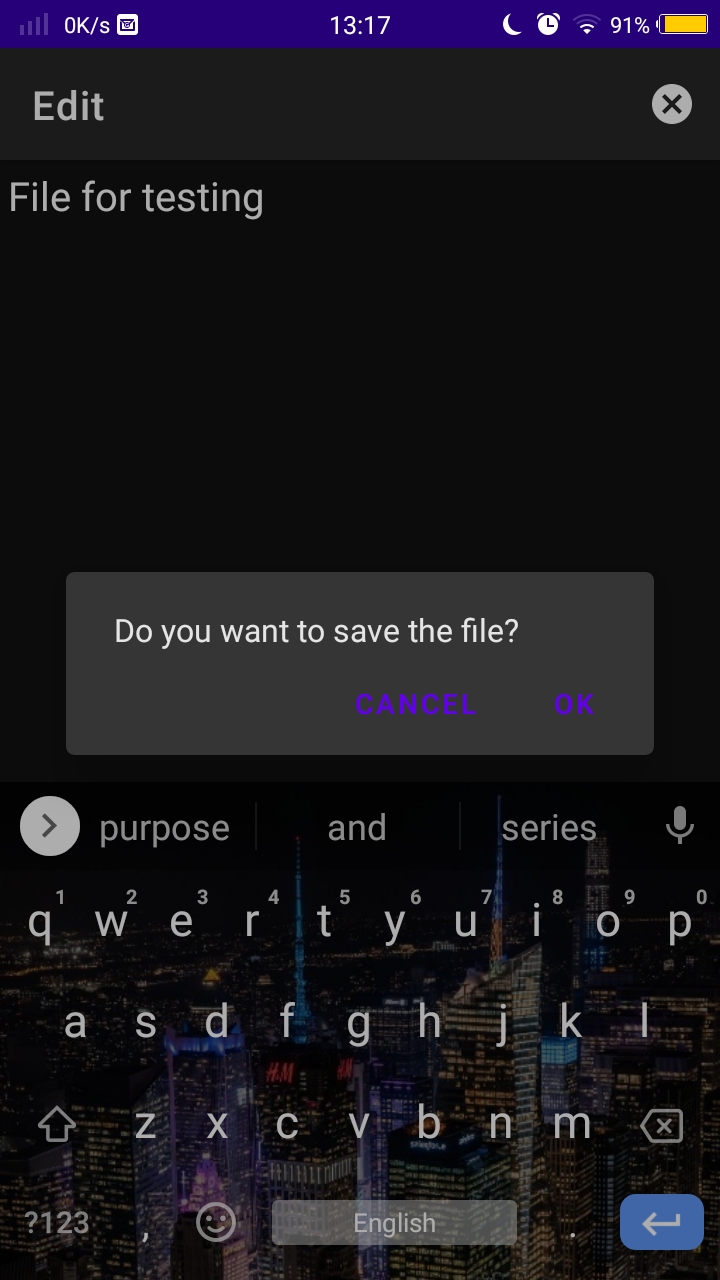 0K/s 13:17 91%
Edit
File for testing
Do you want to save the file?
CANCEL OK
purpose and series
1 2 3 4 5 6 7 8 9 0
q w e r t y u i o p
a s d f g h j k l
H&M H&M
z x c v b n m
?123 , English .